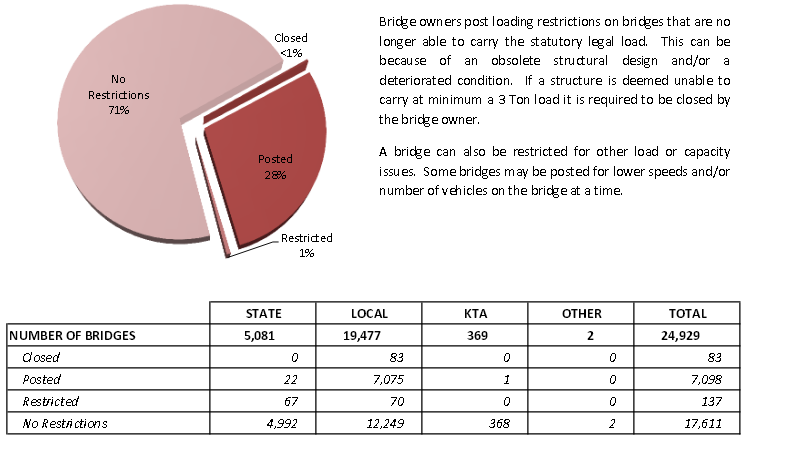 Closed
<1%
No
Restrictions
71%
Posted
28%
Restricted
1%
Bridge owners post loading restrictions on bridges that are no
longer able to carry the statutory legal load. This can be
because of an obsolete structural design and/or a
deteriorated condition. If a structure is deemed unable to
carry at minimum a 3 Ton load it is required to be closed by
the bridge owner.
A bridge can also be restricted for other load or capacity
issues. Some bridges may be posted for lower speeds and/or
number of vehicles on the bridge at a time.
STATE LOCAL KTA OTHER TOTAL
NUMBER OF BRIDGES 5,081 19,477 369 2 24,929
Closed 0 83 0 0 83
Posted 22 7,075 1 0 7,098
Restricted 67 70 0 0 137
No Restrictions 4,992 12,249 368 2 17,611